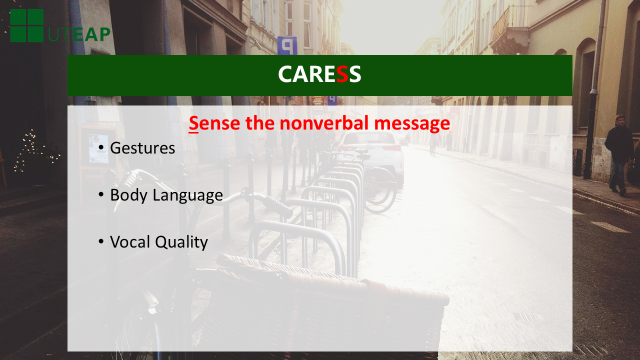 UTEAP
CARESS
Sense the nonverbal message
• Gestures
• Body Language
• Vocal Quality